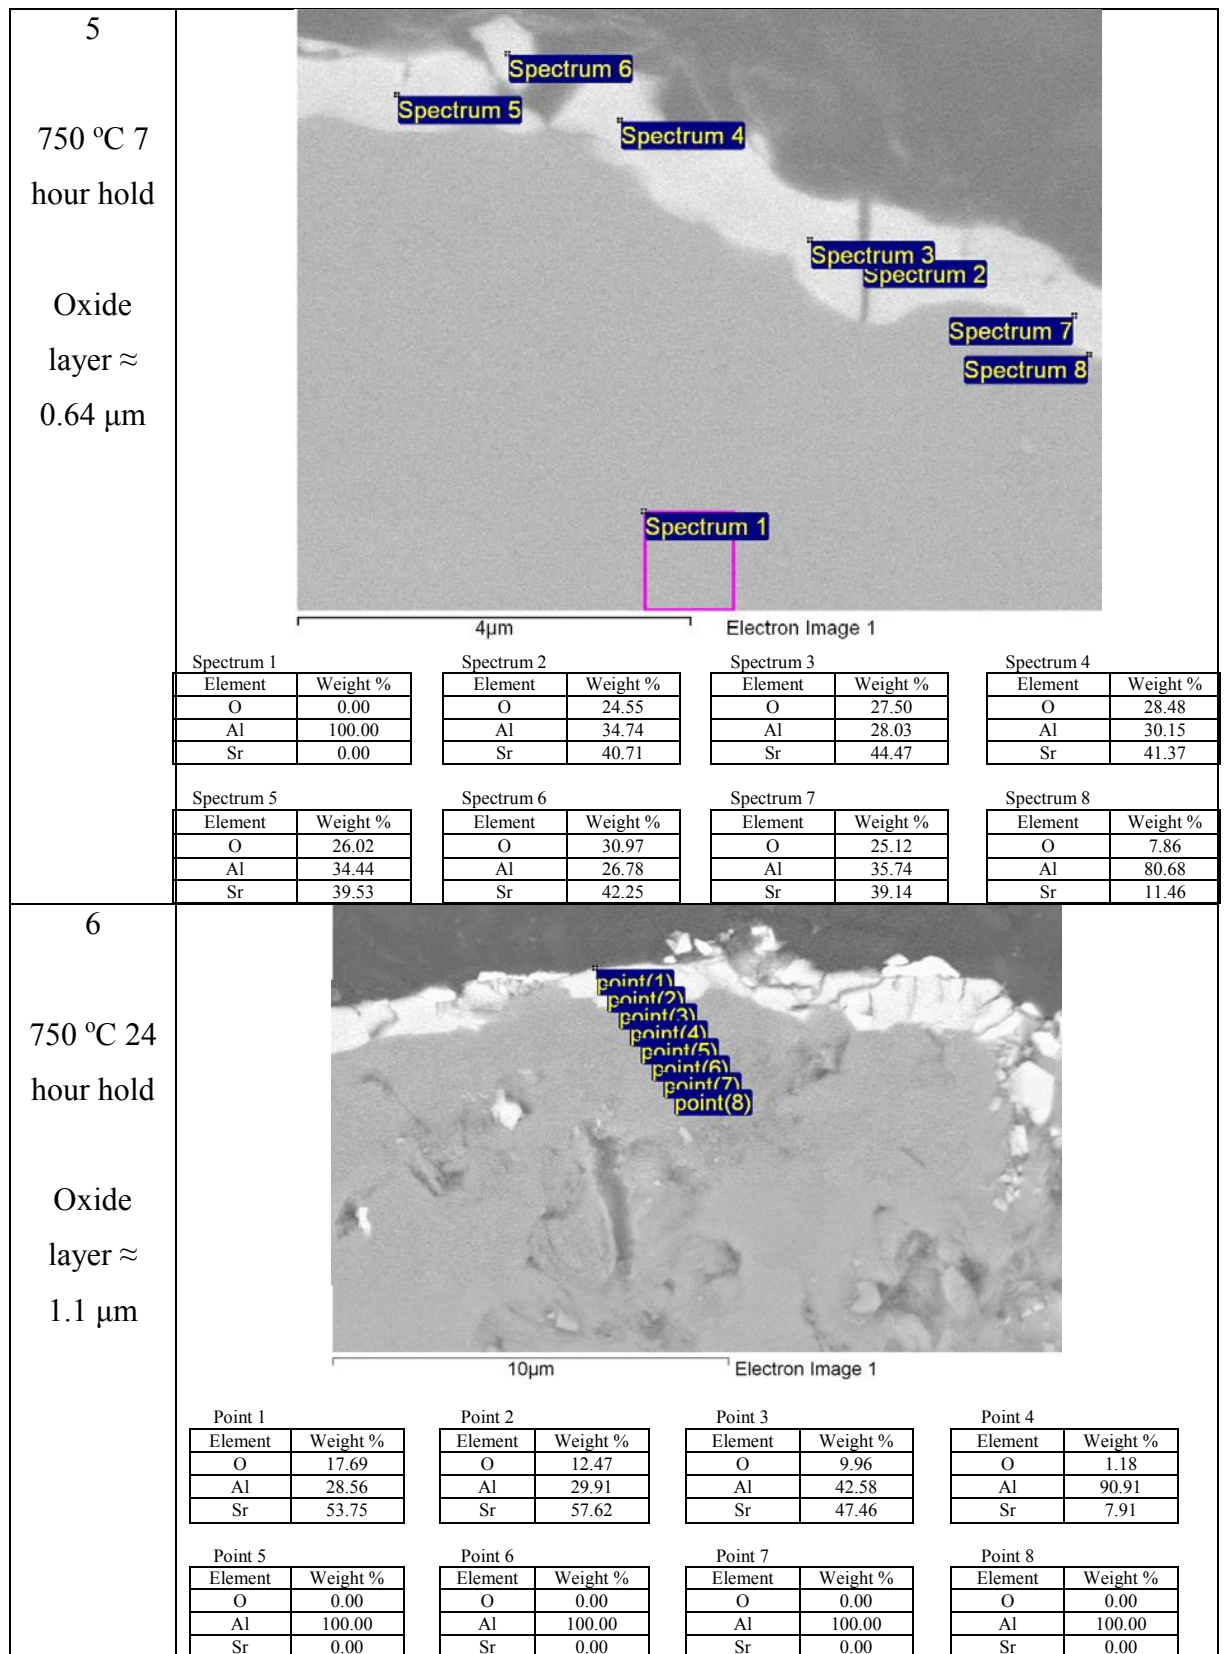 5
750 ºC 7
hour hold
Oxide
layer ≈
0.64 μm
Spectrum 6
Spectrum 5
Spectrum 4
Spectrum 3
Spectrum 2
Spectrum 7
Spectrum 8
Spectrum 1
4μm Electron Image 1
Spectrum 1 Spectrum 2 Spectrum 3 Spectrum 4
Element Weight % Element Weight % Element Weight % Element Weight %
O 0.00 O 24.55 O 27.50 O 28.48
Al 100.00 Al 34.74 Al 28.03 Al 30.15
Sr 0.00 Sr 40.71 Sr 44.47 Sr 41.37
Spectrum 5 Spectrum 6 Spectrum 7 Spectrum 8
Element Weight % Element Weight % Element Weight % Element Weight %
O 26.02 O 30.97 O 25.12 O 7.86
Al 34.44 Al 26.78 Al 35.74 Al 80.68
Sr 39.53 Sr 42.25 Sr 39.14 Sr 11.46
6
750 ºC 24
hour hold
Oxide
layer ≈
1.1 μm
point(1)
point(2)
point(3)
point(4)
point(5)
point(6)
point(7)
point(8)
10μm Electron Image 1
Point 1 Point 2 Point 3 Point 4
Element Weight % Element Weight % Element Weight % Element Weight %
O 17.69 O 12.47 O 9.96 O 1.18
Al 28.56 Al 29.91 Al 42.58 Al 90.91
Sr 53.75 Sr 57.62 Sr 47.46 Sr 7.91
Point 5 Point 6 Point 7 Point 8
Element Weight % Element Weight % Element Weight % Element Weight %
O 0.00 O 0.00 O 0.00 O 0.00
Al 100.00 Al 100.00 Al 100.00 Al 100.00
Sr 0.00 Sr 0.00 Sr 0.00 Sr 0.00